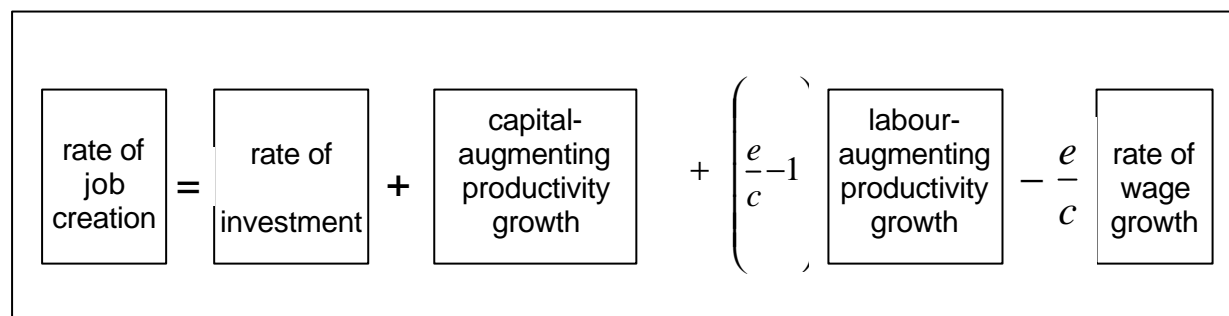 rate of
job
creation
=
rate of
investment
+
capital-
augmenting
productivity
growth
+
(e/c−1)
labour-
augmenting
productivity
growth
− e/c
rate of
wage
growth